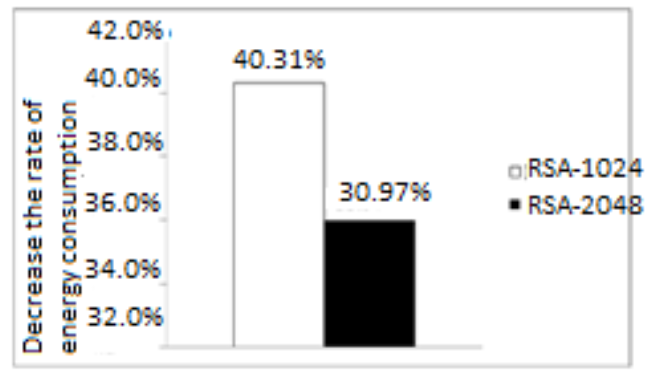 42.0%
40.0%
38.0%
36.0%
34.0%
32.0%
Decrease the rate of
energy consumption
40.31%
30.97%
RSA-1024
RSA-2048